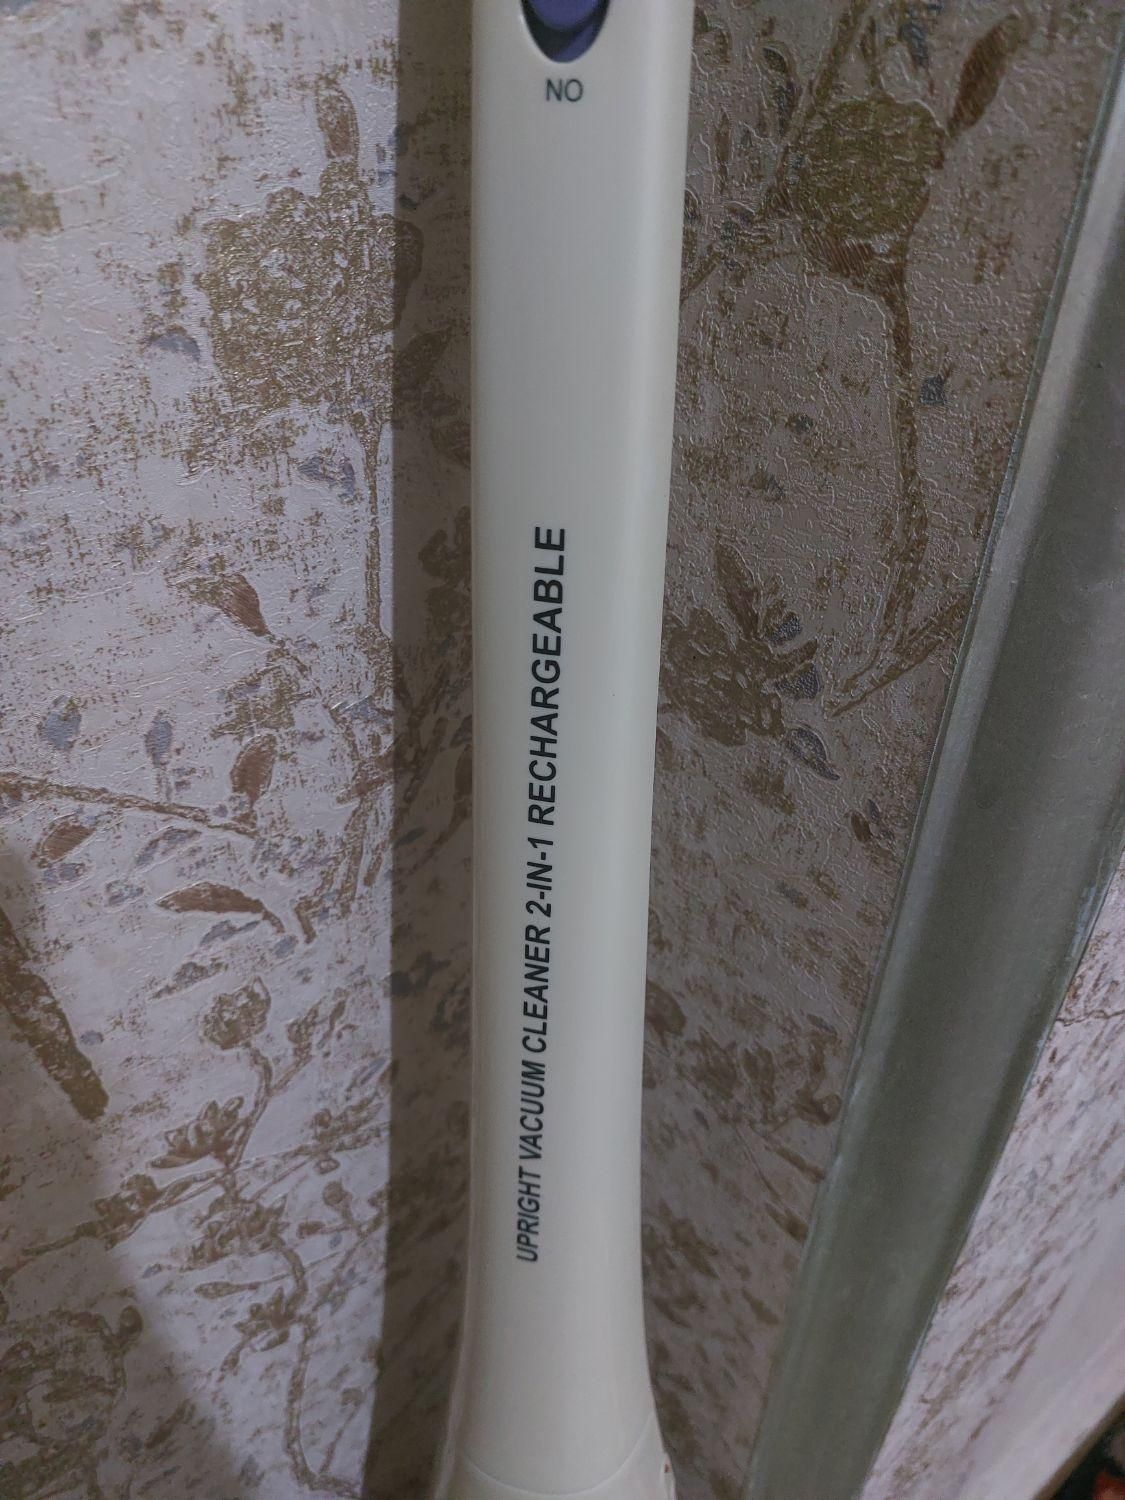 NO
UPRIGHT VACUUM CLEANER 2-IN-1 RECHARGEABLE